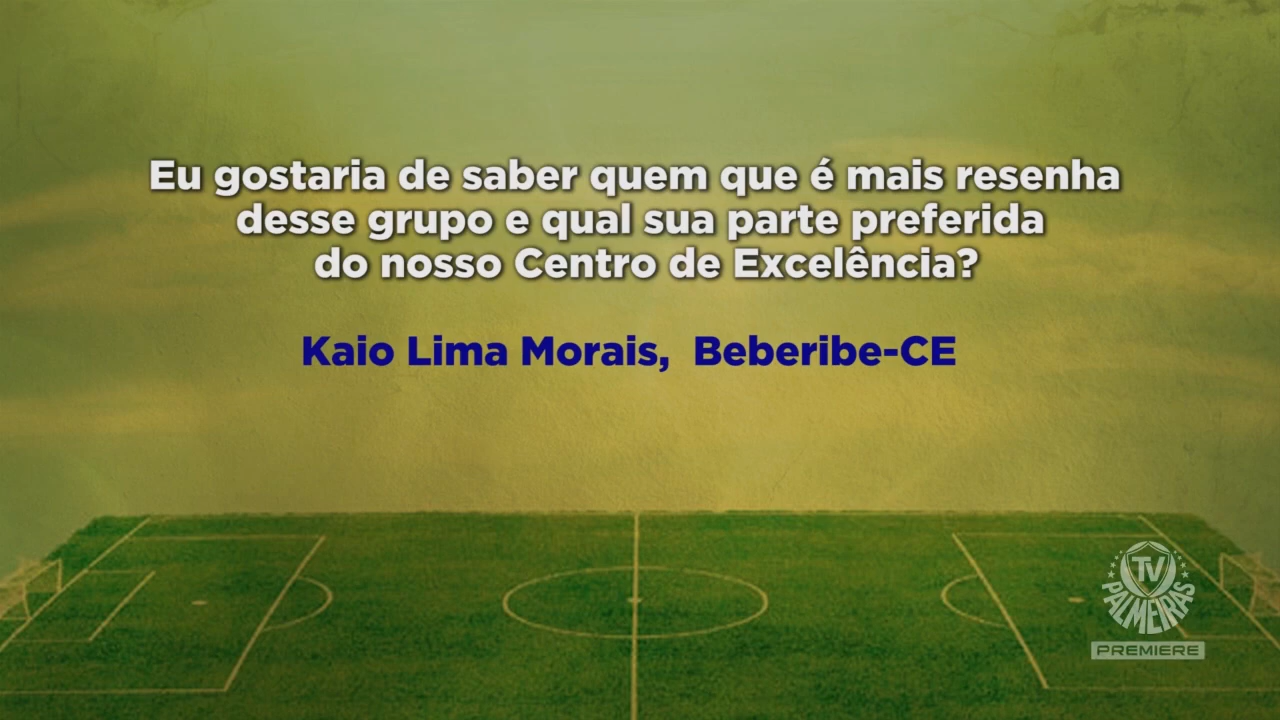 Eu gostaria de saber quem que é mais resenha
desse grupo e qual sua parte preferida
do nosso Centro de Excelência?
Kaio Lima Morais, Beberibe-CE
TV
PALMEIRAS
PREMIERE